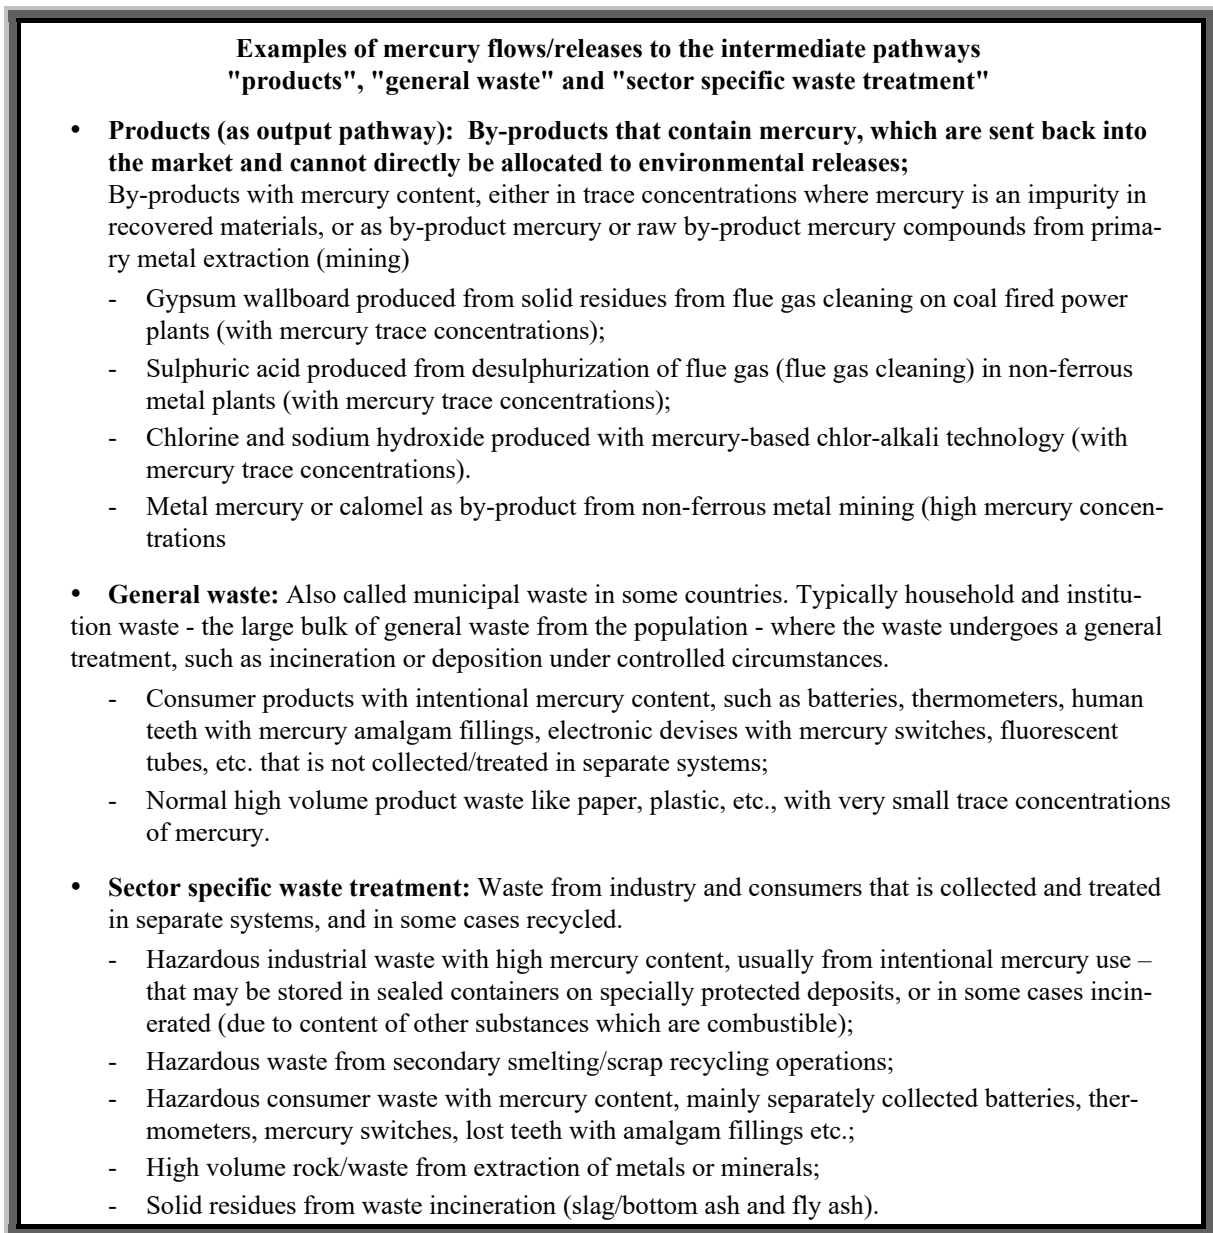 Examples of mercury flows/releases to the intermediate pathways
"products", "general waste" and "sector specific waste treatment"
• Products (as output pathway):  By-products that contain mercury, which are sent back into
the market and cannot directly be allocated to environmental releases;
By-products with mercury content, either in trace concentrations where mercury is an impurity in
recovered materials, or as by-product mercury or raw by-product mercury compounds from prima-
ry metal extraction (mining)
- Gypsum wallboard produced from solid residues from flue gas cleaning on coal fired power
plants (with mercury trace concentrations);
- Sulphuric acid produced from desulphurization of flue gas (flue gas cleaning) in non-ferrous
metal plants (with mercury trace concentrations);
- Chlorine and sodium hydroxide produced with mercury-based chlor-alkali technology (with
mercury trace concentrations).
- Metal mercury or calomel as by-product from non-ferrous metal mining (high mercury concen-
trations
• General waste: Also called municipal waste in some countries. Typically household and institu-
tion waste - the large bulk of general waste from the population - where the waste undergoes a general
treatment, such as incineration or deposition under controlled circumstances.
- Consumer products with intentional mercury content, such as batteries, thermometers, human
teeth with mercury amalgam fillings, electronic devises with mercury switches, fluorescent
tubes, etc. that is not collected/treated in separate systems;
- Normal high volume product waste like paper, plastic, etc., with very small trace concentrations
of mercury.
• Sector specific waste treatment: Waste from industry and consumers that is collected and treated
in separate systems, and in some cases recycled.
- Hazardous industrial waste with high mercury content, usually from intentional mercury use –
that may be stored in sealed containers on specially protected deposits, or in some cases incin-
erated (due to content of other substances which are combustible);
- Hazardous waste from secondary smelting/scrap recycling operations;
- Hazardous consumer waste with mercury content, mainly separately collected batteries, ther-
mometers, mercury switches, lost teeth with amalgam fillings etc.;
- High volume rock/waste from extraction of metals or minerals;
- Solid residues from waste incineration (slag/bottom ash and fly ash).